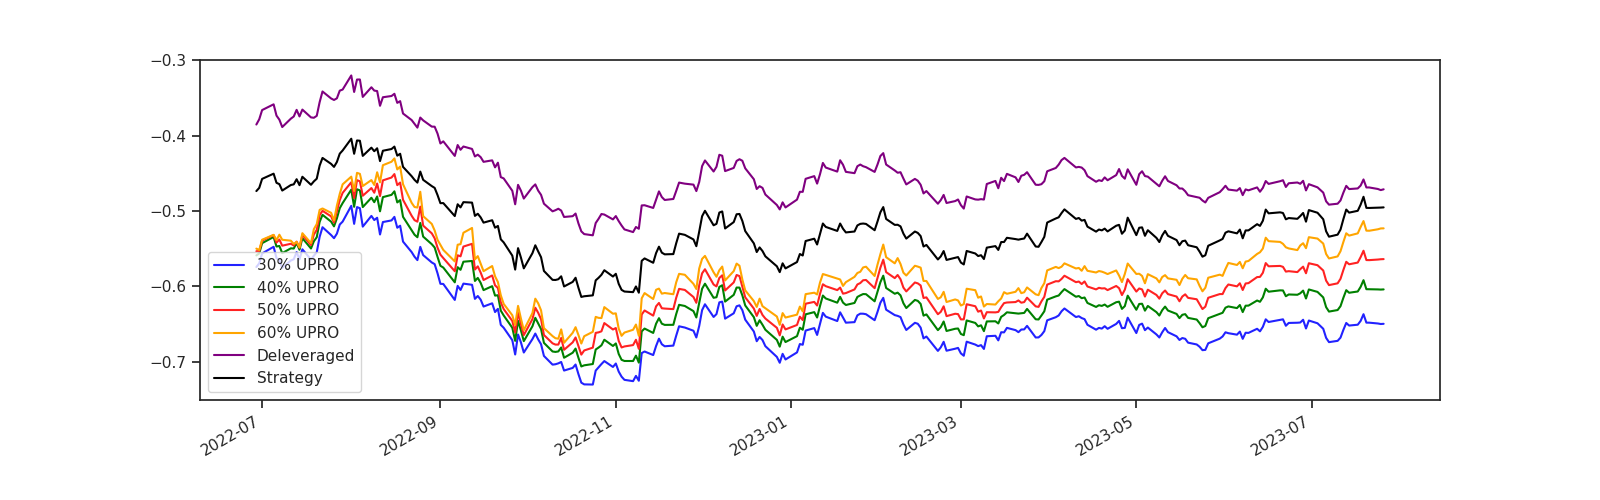 −0.3
−0.4
−0.5
−0.6
−0.7
30% UPRO
40% UPRO
50% UPRO
60% UPRO
Deleveraged
Strategy
2022-07
2022-09
2022-11
2023-01
2023-03
2023-05
2023-07